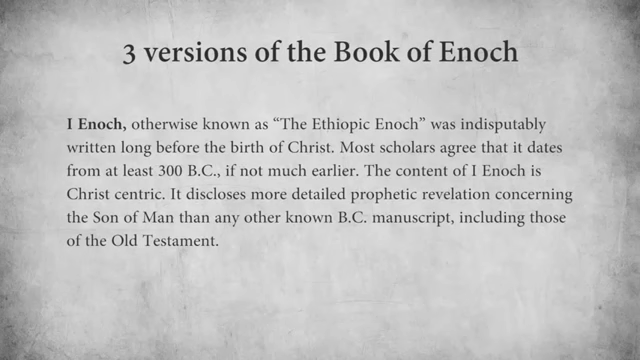 3 versions of the Book of Enoch
I Enoch, otherwise known as “The Ethiopic Enoch” was indisputably
written long before the birth of Christ. Most scholars agree that it dates
from at least 300 B.C., if not much earlier. The content of I Enoch is
Christ centric. It discloses more detailed prophetic revelation concerning
the Son of Man than any other known B.C. manuscript, including those
of the Old Testament.